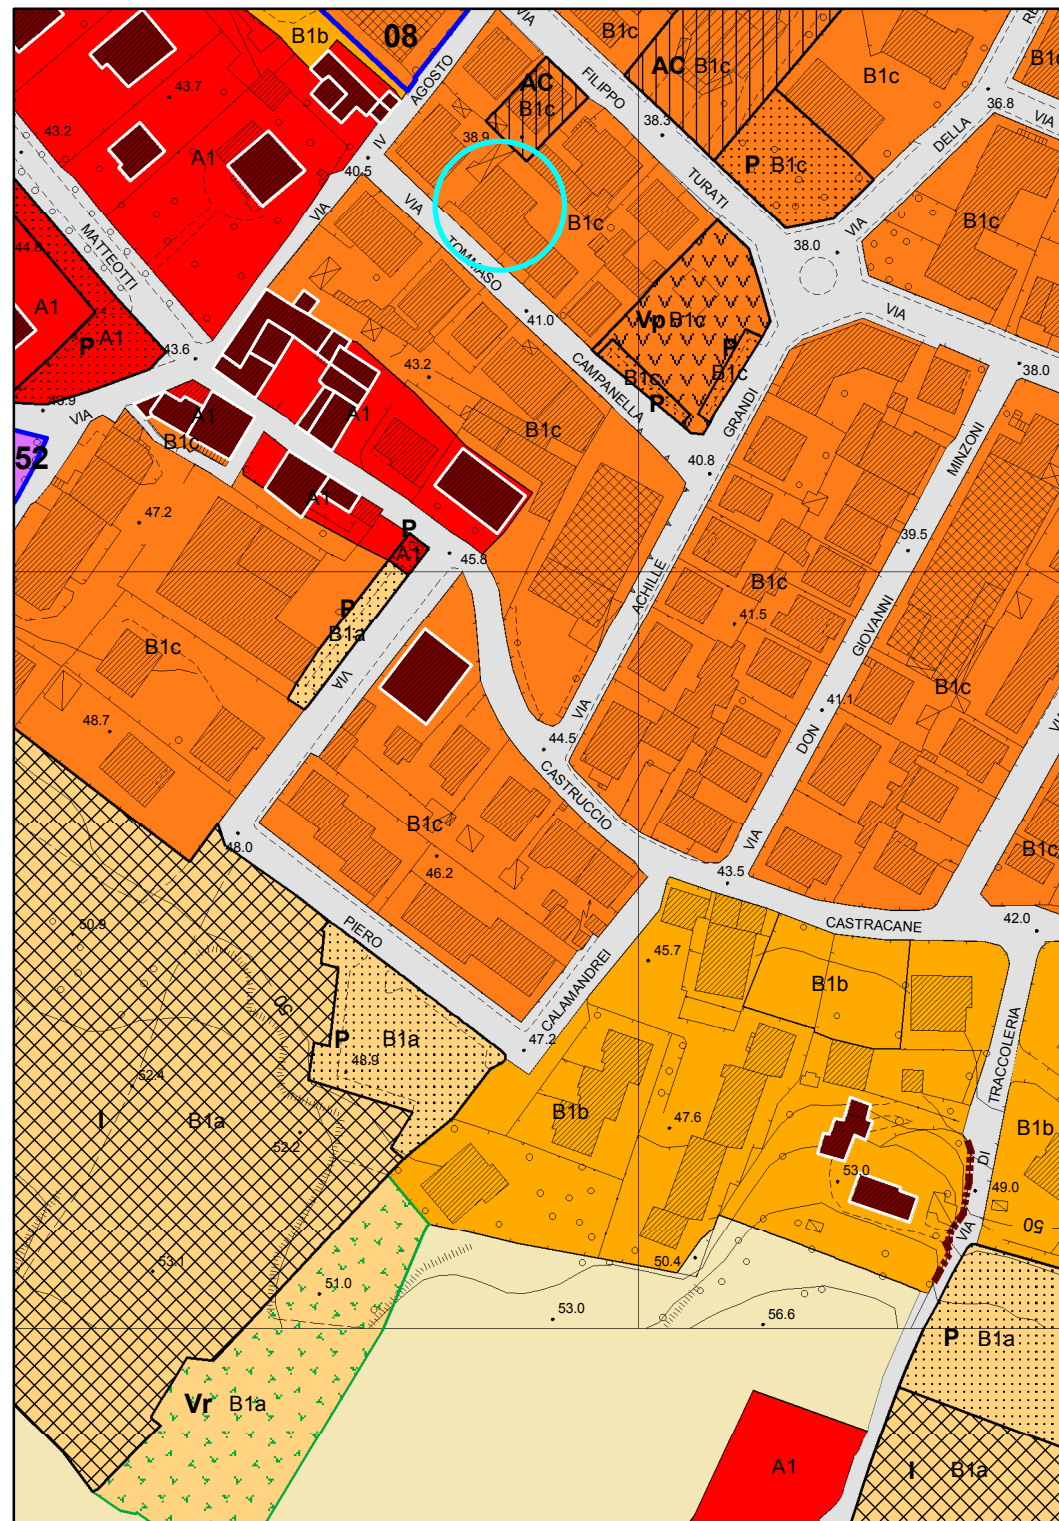 08
B1b
VIA
B1c
AC
B1c
B1c
43.7
AGOSTO
AC
B1c
FILIPPO
36.8
VIA
43.2
38.9
38.3
DELLA
A1
IV
40.5
P
B1c
VIA
VIA
TURATI
B1c
MATTEOTTI
44.8
TOMMASO
B1c
38.0
VIA
A1
41.0
VIA
Vp
B1c
P
A1
43.6
P
38.0
43.2
CAMPANELLA
B1c
B1c
43.9
VIA
A1
A1
P
B1c
B1c
GRANDI
MINZONI
52
40.8
A1
47.2
P
39.5
A1
45.8
ACHILLE
B1c
P
B1a
41.5
GIOVANNI
B1c
VIA
B1c
48.7
VIA
41.1
DON
44.5
CASTRUCCIO
B1c
VIA
48.0
46.2
43.5
B1c
50.9
PIERO
CASTRACANE
42.0
45.7
CALAMANDREI
B1b
50
P
B1a
48.9
47.2
TRACCOLERIA
52.4
I
B1a
B1b
47.6
B1b
52.2
DI
53.0
49.0
VIA
50
53.1
50.4
51.0
53.0
56.6
P
B1a
Vr
B1a
A1
I
B1a